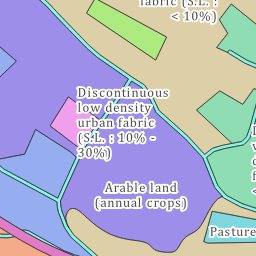 fabric (S.L. :
< 10%)
Discontinuous
low density
urban fabric
(S.L. : 10% -
30%)
Arable land
(annual crops)
Pasture